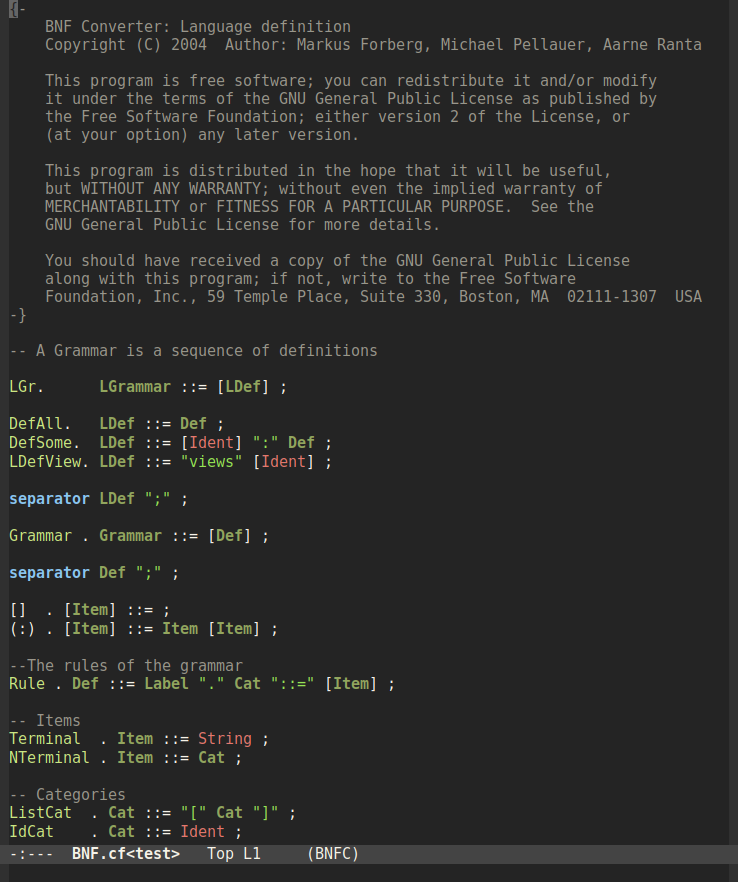 {-
    BNF Converter: Language definition
    Copyright (C) 2004  Author: Markus Forberg, Michael Pellauer, Aarne Ranta

    This program is free software; you can redistribute it and/or modify
    it under the terms of the GNU General Public License as published by
    the Free Software Foundation; either version 2 of the License, or
    (at your option) any later version.

    This program is distributed in the hope that it will be useful,
    but WITHOUT ANY WARRANTY; without even the implied warranty of
    MERCHANTABILITY or FITNESS FOR A PARTICULAR PURPOSE.  See the
    GNU General Public License for more details.

    You should have received a copy of the GNU General Public License
    along with this program; if not, write to the Free Software
    Foundation, Inc., 59 Temple Place, Suite 330, Boston, MA  02111-1307  USA
-}

-- A Grammar is a sequence of definitions

LGr.      LGrammar ::= [LDef] ;

DefAll.   LDef ::= Def ;
DefSome.  LDef ::= [Ident] ":" Def ;
LDefView. LDef ::= "views" [Ident] ;

separator LDef ";" ;

Grammar . Grammar ::= [Def] ;

separator Def ";" ;

[]  . [Item] ::= ;
(:) . [Item] ::= Item [Item] ;

--The rules of the grammar
Rule . Def ::= Label "." Cat "::=" [Item] ;

-- Items
Terminal  . Item ::= String ;
NTerminal . Item ::= Cat ;

-- Categories
ListCat  . Cat ::= "[" Cat "]" ;
IdCat    . Cat ::= Ident ;
-:---  BNF.cf<test>   Top L1     (BNFC)